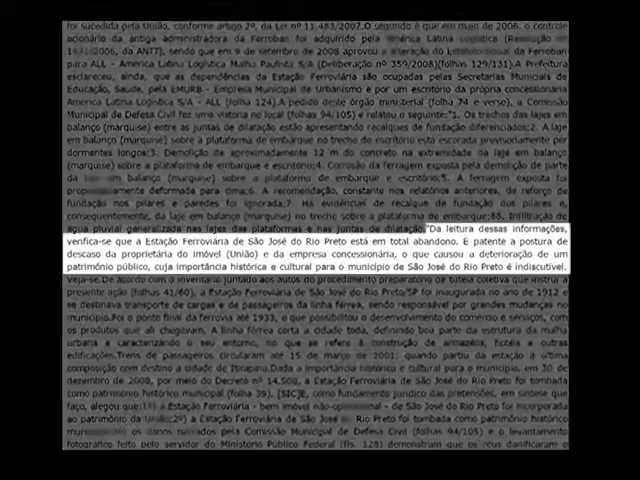 foi sucedida pela União, conforme artigo 2º, da Lei nº 11.483/2007.O segundo é que em maio de 2006, o controle
acionário da antiga administradora da Ferroban foi adquirido pela América Latina Logística (Resolução nº
/2006, da ANTT), sendo que em 9 de setembro de 2008 aprovou a alteração do Estatuto Social da Ferroban
para ALL - América Latina Logística Malha Paulista S/A (Deliberação nº 359/2008)(folhas 129/131).A Prefeitura
esclareceu, ainda, que as dependências da Estação Ferroviária são ocupadas pelas Secretarias Municipais de
Educação, Saúde, pela EMURB - Empresa Municipal de Urbanismo e por um escritório da própria concessionária
América Latina Logística S/A - ALL (folha 124).A pedido deste órgão ministerial (folha 74 e verso), a Comissão
Municipal de Defesa Civil fez uma vistoria no local (folhas 94/105) e relatou o seguinte:"1. Os trechos das lajes em
balanço (marquise) entre as juntas de dilatação estão apresentando recalques de fundação diferenciados;2. A laje
em balanço (marquise) sobre a plataforma de embarque no trecho do escritório está escorada provisoriamente por
dormentes longos;3. Demolição de aproximadamente 12 m do concreto na extremidade da laje em balanço
(marquise) sobre a plataforma de embarque e escritório;4. Corrosão da ferragem exposta pela demolição de parte
da laje em balanço (marquise) sobre a plataforma de embarque e escritório;5. A ferragem exposta foi
propositadamente deformada para cima;6. A recomendação, constante nos relatórios anteriores, de reforço de
fundação nos pilares e paredes foi ignorada;7. Há evidências de recalque de fundação dos pilares e,
consequentemente, da laje em balanço (marquise) no trecho sobre a plataforma de embarque;88. Infiltração de
água pluvial generalizada nas lajes das plataformas e nas juntas de dilatação."Da leitura dessas informações,
verifica-se que a Estação Ferroviária de São José do Rio Preto está em total abandono. E patente a postura de
descaso da proprietária do imóvel (União) e da empresa concessionária, o que causou a deterioração de um
patrimônio público, cuja importância histórica e cultural para o município de São José do Rio Preto é indiscutível.
Veja-se.De acordo com o inventário juntado aos autos do procedimento preparatório de tutela coletiva que instrui a
presente ação (folhas 41/60), a Estação Ferroviária de São José do Rio Preto/SP foi inaugurada no ano de 1912 e
se destinava transporte de cargas e de passageiros da linha férrea, sendo responsável por grandes mudanças no
município.Foi o ponto final da ferrovia até 1933, o que possibilitou o desenvolvimento do comércio e serviços, com
os produtos que ali chegavam. A linha férrea corta a cidade toda, definindo boa parte da estrutura da malha
urbana e caracterizando o seu entorno, no que se refere à construção de armazéns, hotéis e outras
edificações.Trens de passageiros circularam até 15 de março de 2001, quando partiu da estação a última
composição com destino a cidade de Itirapina.Dada a importância histórica e cultural para o município, em 30 de
dezembro de 2008, por meio do Decreto nº 14.508, a Estação Ferroviária de São José do Rio Preto foi tombada
como patrimônio histórico municipal (folha 39). [SIC]E, como fundamento jurídico das pretensões, em síntese que
faço, alegou que:1º) a Estação Ferroviária - bem imóvel não-operacional - de São José do Rio Preto foi incorporada
ao patrimônio da União;2º) a Estação Ferroviária de São José do Rio Preto foi tombada como patrimônio histórico
os danos narrados pela Comissão Municipal de Defesa Civil (folhas 94/105) e o levantamento
fotográfico feito pelo servidor do Ministério Público Federal (fls. 128) demonstram que os réus danificaram o